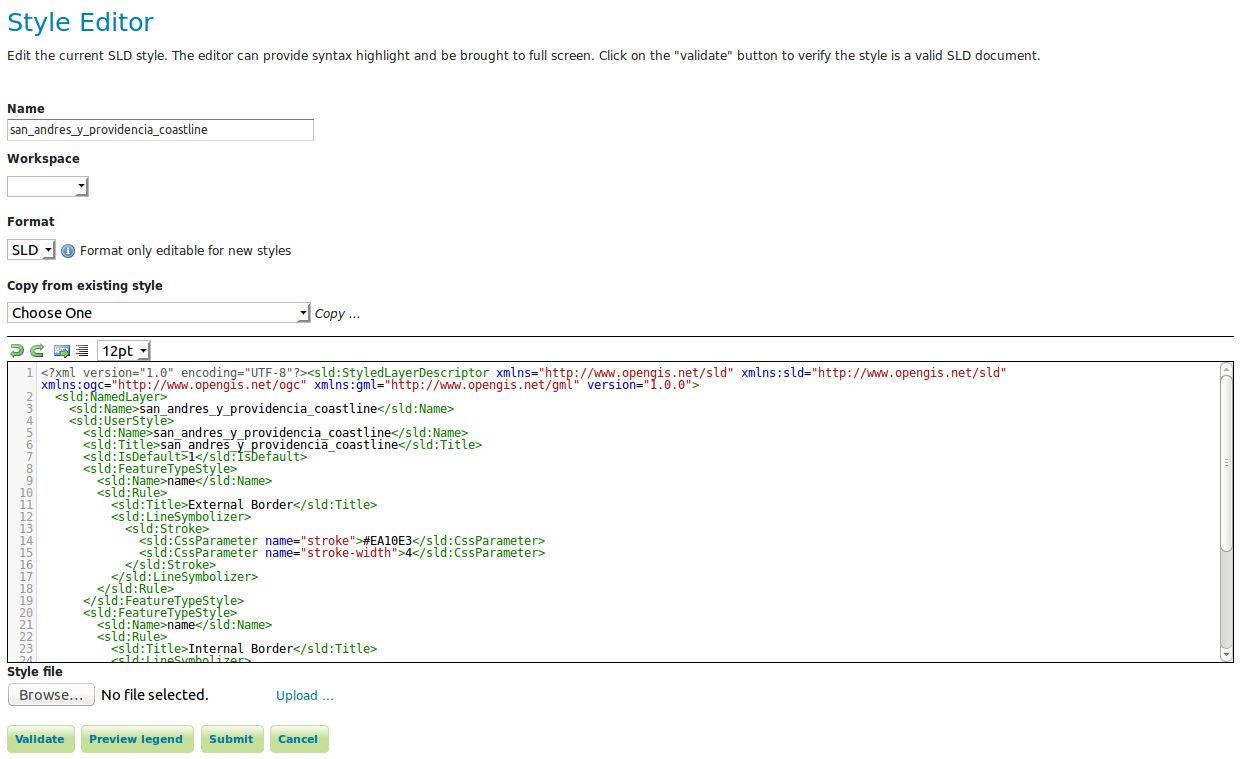 Style Editor
Edit the current SLD style. The editor can provide syntax highlight and be brought to full screen. Click on the "validate" button to verify the style is a valid SLD document.
Name
san_andres_y_providencia_coastline
Workspace
Format
SLD Format only editable for new styles
Copy from existing style
Choose One Copy ...
12pt
1 <?xml version="1.0" encoding="UTF-8"?><sld:StyledLayerDescriptor xmlns="http://www.opengis.net/sld" xmlns:sld="http://www.opengis.net/sld"
xmlns:ogc="http://www.opengis.net/ogc" xmlns:gml="http://www.opengis.net/gml" version="1.0.0">
2 <sld:NamedLayer>
3 <sld:Name>san_andres_y_providencia_coastline</sld:Name>
4 <sld:UserStyle>
5 <sld:Name>san_andres_y_providencia_coastline</sld:Name>
6 <sld:Title>san_andres_y_providencia_coastline</sld:Title>
7 <sld:IsDefault>1</sld:IsDefault>
8 <sld:FeatureTypeStyle>
9 <sld:Name>name</sld:Name>
10 <sld:Rule>
11 <sld:Title>External Border</sld:Title>
12 <sld:LineSymbolizer>
13 <sld:Stroke>
14 <sld:CssParameter name="stroke">#EA10E3</sld:CssParameter>
15 <sld:CssParameter name="stroke-width">4</sld:CssParameter>
16 </sld:Stroke>
17 </sld:LineSymbolizer>
18 </sld:Rule>
19 </sld:FeatureTypeStyle>
20 <sld:FeatureTypeStyle>
21 <sld:Name>name</sld:Name>
22 <sld:Rule>
23 <sld:Title>Internal Border</sld:Title>
24 <sld:LineSymbolizer>
Style file
Browse... No file selected. Upload ...
Validate Preview legend Submit Cancel